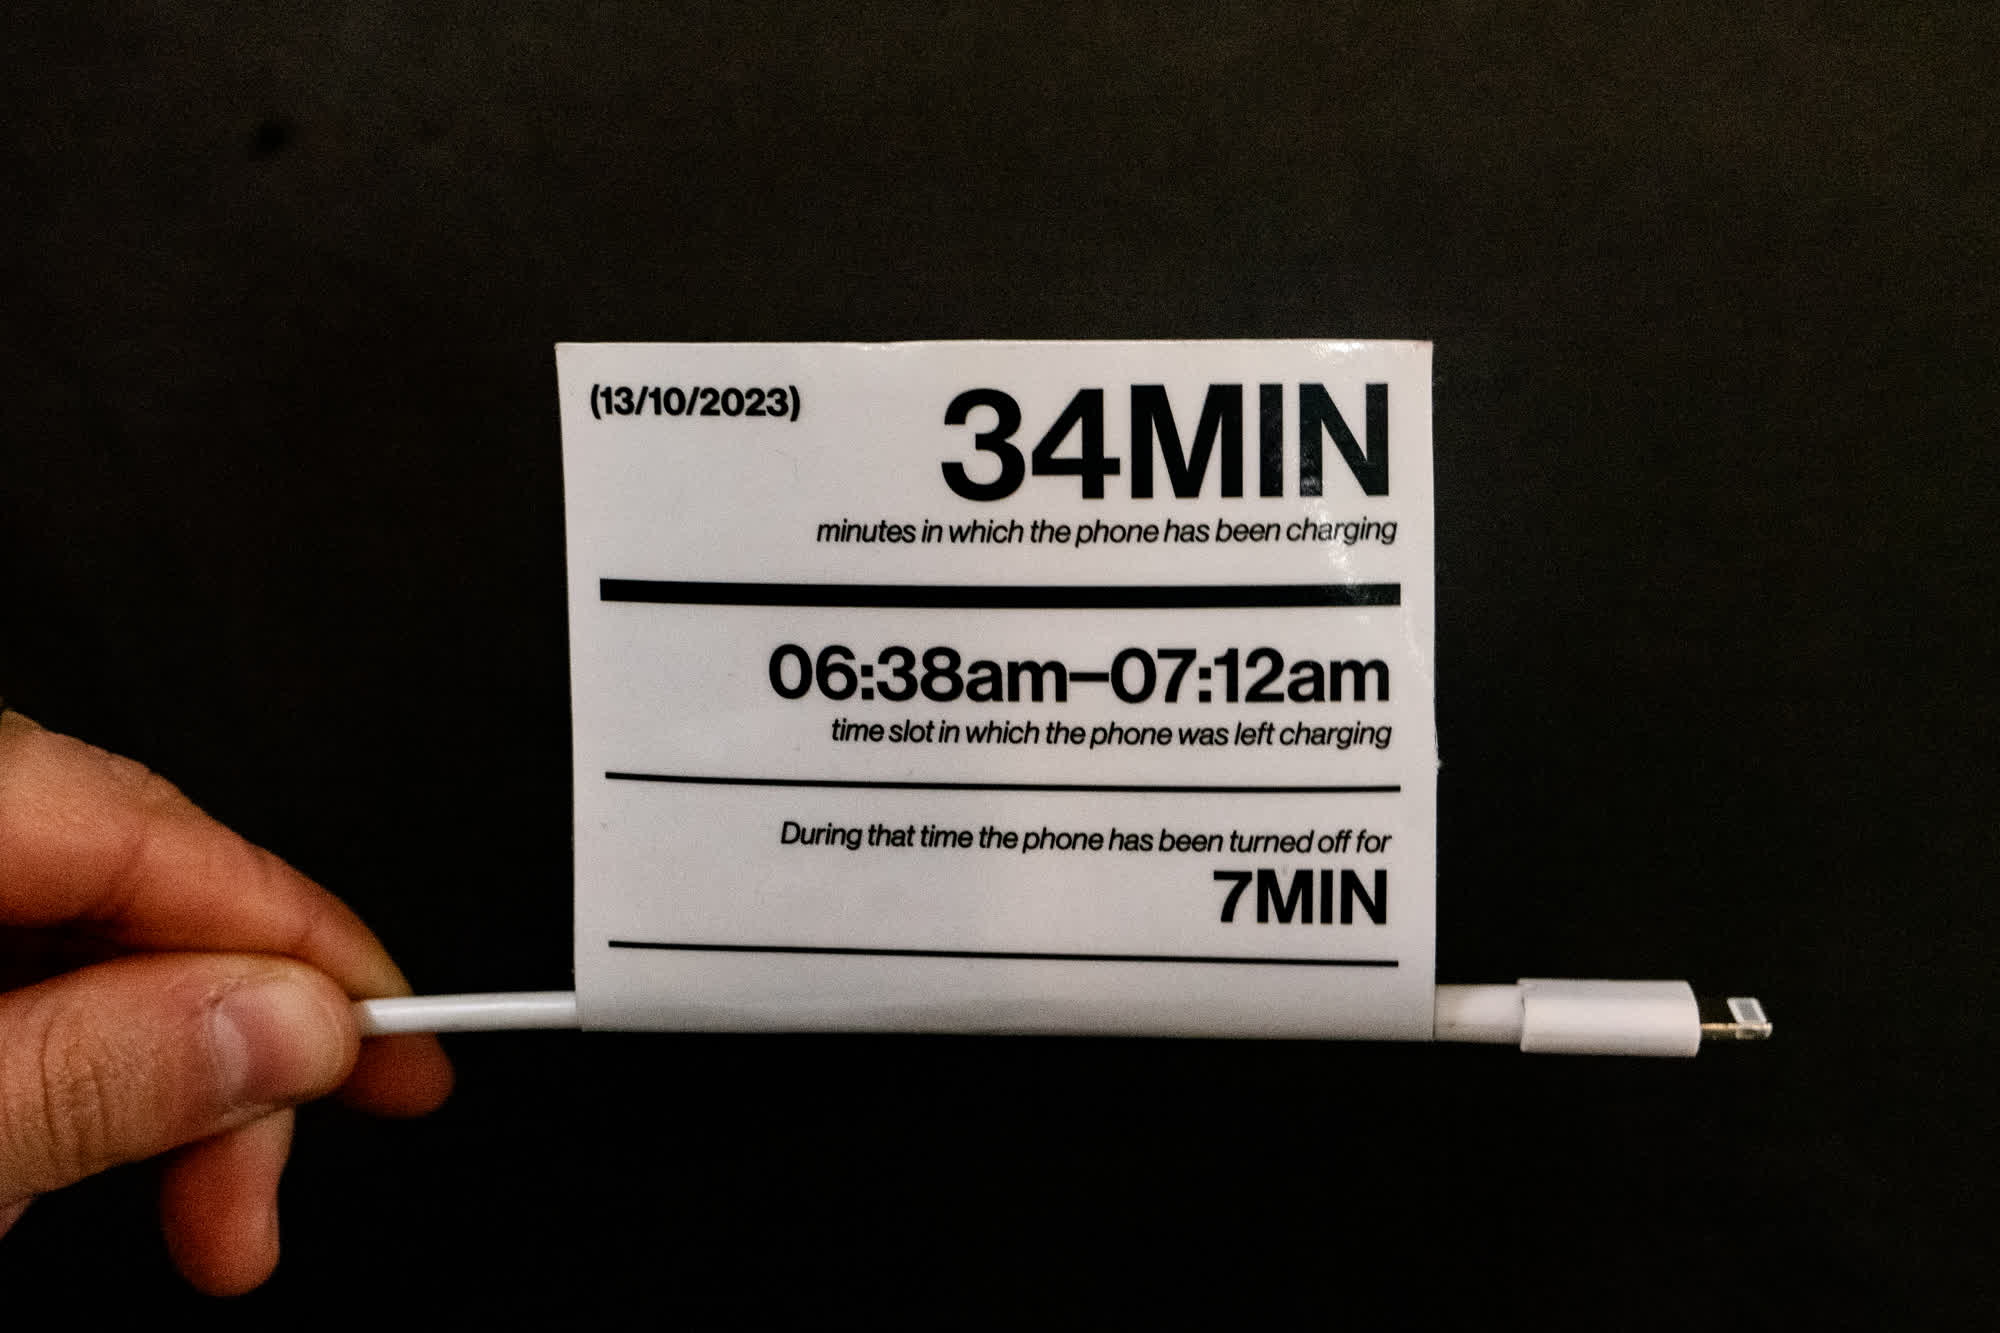 (13/10/2023)
34MIN
minutes in which the phone has been charging
06:38am–07:12am
time slot in which the phone was left charging
During that time the phone has been turned off for
7MIN